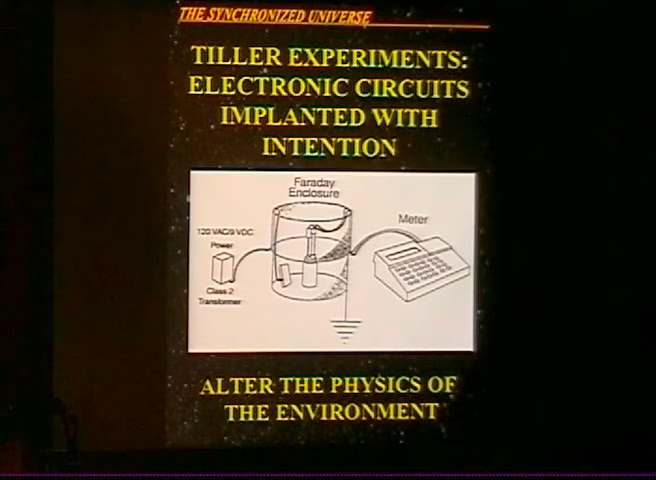 THE SYNCHRONIZED UNIVERSE
TILLER EXPERIMENTS:
ELECTRONIC CIRCUITS
IMPLANTED WITH
INTENTION
Faraday
Enclosure
Meter
120 VAC/9 VDC
Power
Class 2
Transformer
ALTER THE PHYSICS OF
THE ENVIRONMENT